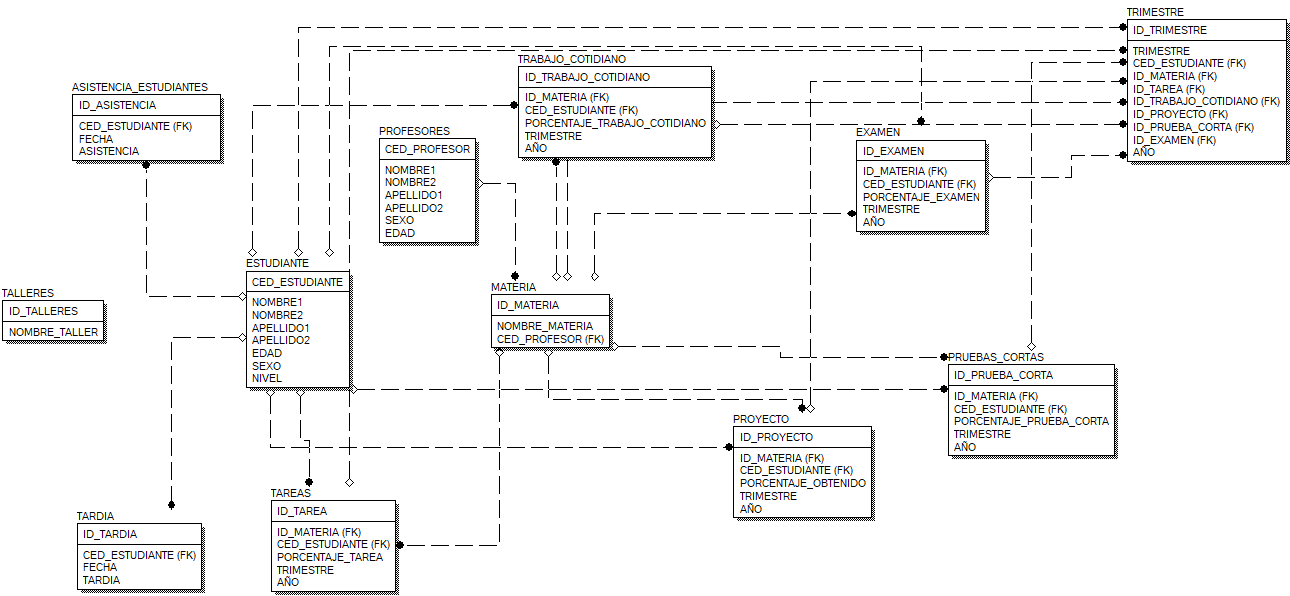 TRIMESTRE
ID_TRIMESTRE
TRIMESTRE
CED_ESTUDIANTE (FK)
ID_MATERIA (FK)
ID_TAREA (FK)
ID_TRABAJO_COTIDIANO (FK)
ID_PROYECTO (FK)
ID_PRUEBA_CORTA (FK)
ID_EXAMEN (FK)
AÑO
TRABAJO_COTIDIANO
ID_TRABAJO_COTIDIANO
ID_MATERIA (FK)
CED_ESTUDIANTE (FK)
PORCENTAJE_TRABAJO_COTIDIANO
TRIMESTRE
AÑO
ASISTENCIA_ESTUDIANTES
ID_ASISTENCIA
CED_ESTUDIANTE (FK)
FECHA
ASISTENCIA
PROFESORES
CED_PROFESOR
NOMBRE1
NOMBRE2
APELLIDO1
APELLIDO2
SEXO
EDAD
EXAMEN
ID_EXAMEN
ID_MATERIA (FK)
CED_ESTUDIANTE (FK)
PORCENTAJE_EXAMEN
TRIMESTRE
AÑO
ESTUDIANTE
CED_ESTUDIANTE
NOMBRE1
NOMBRE2
APELLIDO1
APELLIDO2
EDAD
SEXO
NIVEL
TALLERES
ID_TALLERES
NOMBRE_TALLER
MATERIA
ID_MATERIA
NOMBRE_MATERIA
CED_PROFESOR (FK)
PRUEBAS_CORTAS
ID_PRUEBA_CORTA
ID_MATERIA (FK)
CED_ESTUDIANTE (FK)
PORCENTAJE_PRUEBA_CORTA
TRIMESTRE
AÑO
PROYECTO
ID_PROYECTO
ID_MATERIA (FK)
CED_ESTUDIANTE (FK)
PORCENTAJE_OBTENIDO
TRIMESTRE
AÑO
TAREAS
ID_TAREA
ID_MATERIA (FK)
CED_ESTUDIANTE (FK)
PORCENTAJE_TAREA
TRIMESTRE
AÑO
TARDIA
ID_TARDIA
CED_ESTUDIANTE (FK)
FECHA
TARDIA